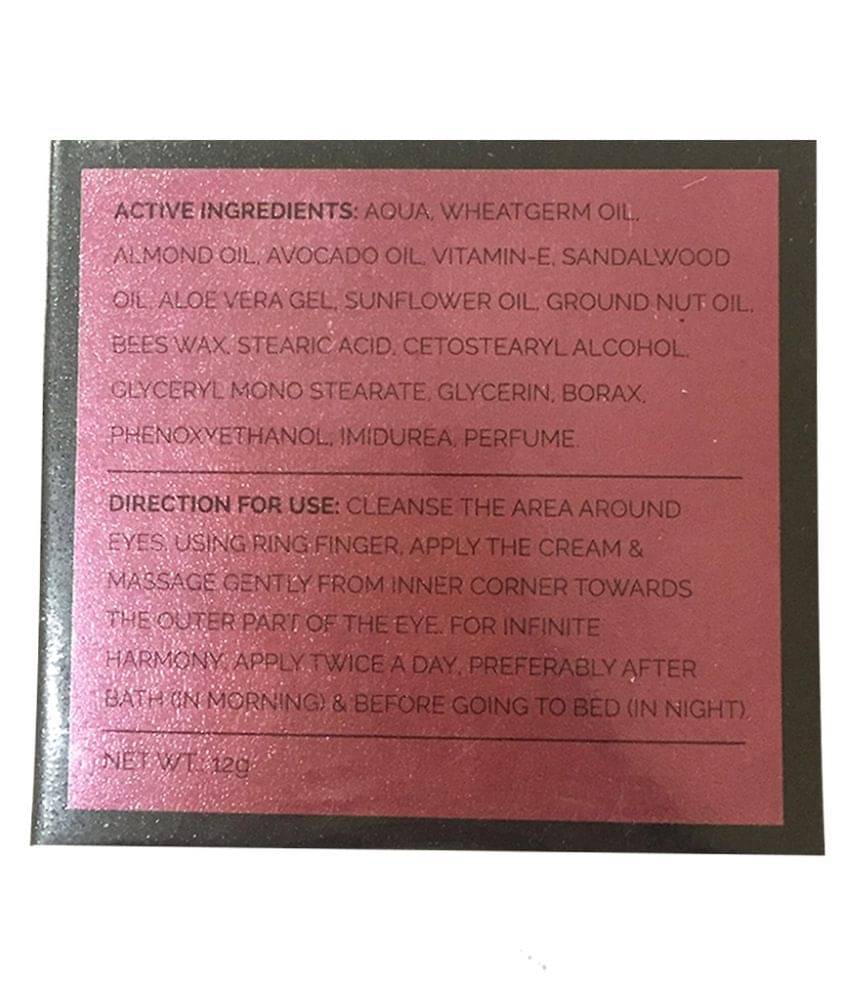 ACTIVE INGREDIENTS: AQUA, WHEATGERM OIL,
ALMOND OIL, AVOCADO OIL, VITAMIN-E, SANDALWOOD
OIL, ALOE VERA GEL, SUNFLOWER OIL, GROUND NUT OIL,
BEES WAX, STEARIC ACID, CETOSTEARYL ALCOHOL,
GLYCERYL MONO STEARATE, GLYCERIN, BORAX,
PHENOXYETHANOL, IMIDUREA, PERFUME.
DIRECTION FOR USE: CLEANSE THE AREA AROUND
EYES, USING RING FINGER, APPLY THE CREAM &
MASSAGE GENTLY FROM INNER CORNER TOWARDS
THE OUTER PART OF THE EYE. FOR INFINITE
HARMONY, APPLY TWICE A DAY, PREFERABLY AFTER
BATH (IN MORNING) & BEFORE GOING TO BED (IN NIGHT)
NET WT.: 12g